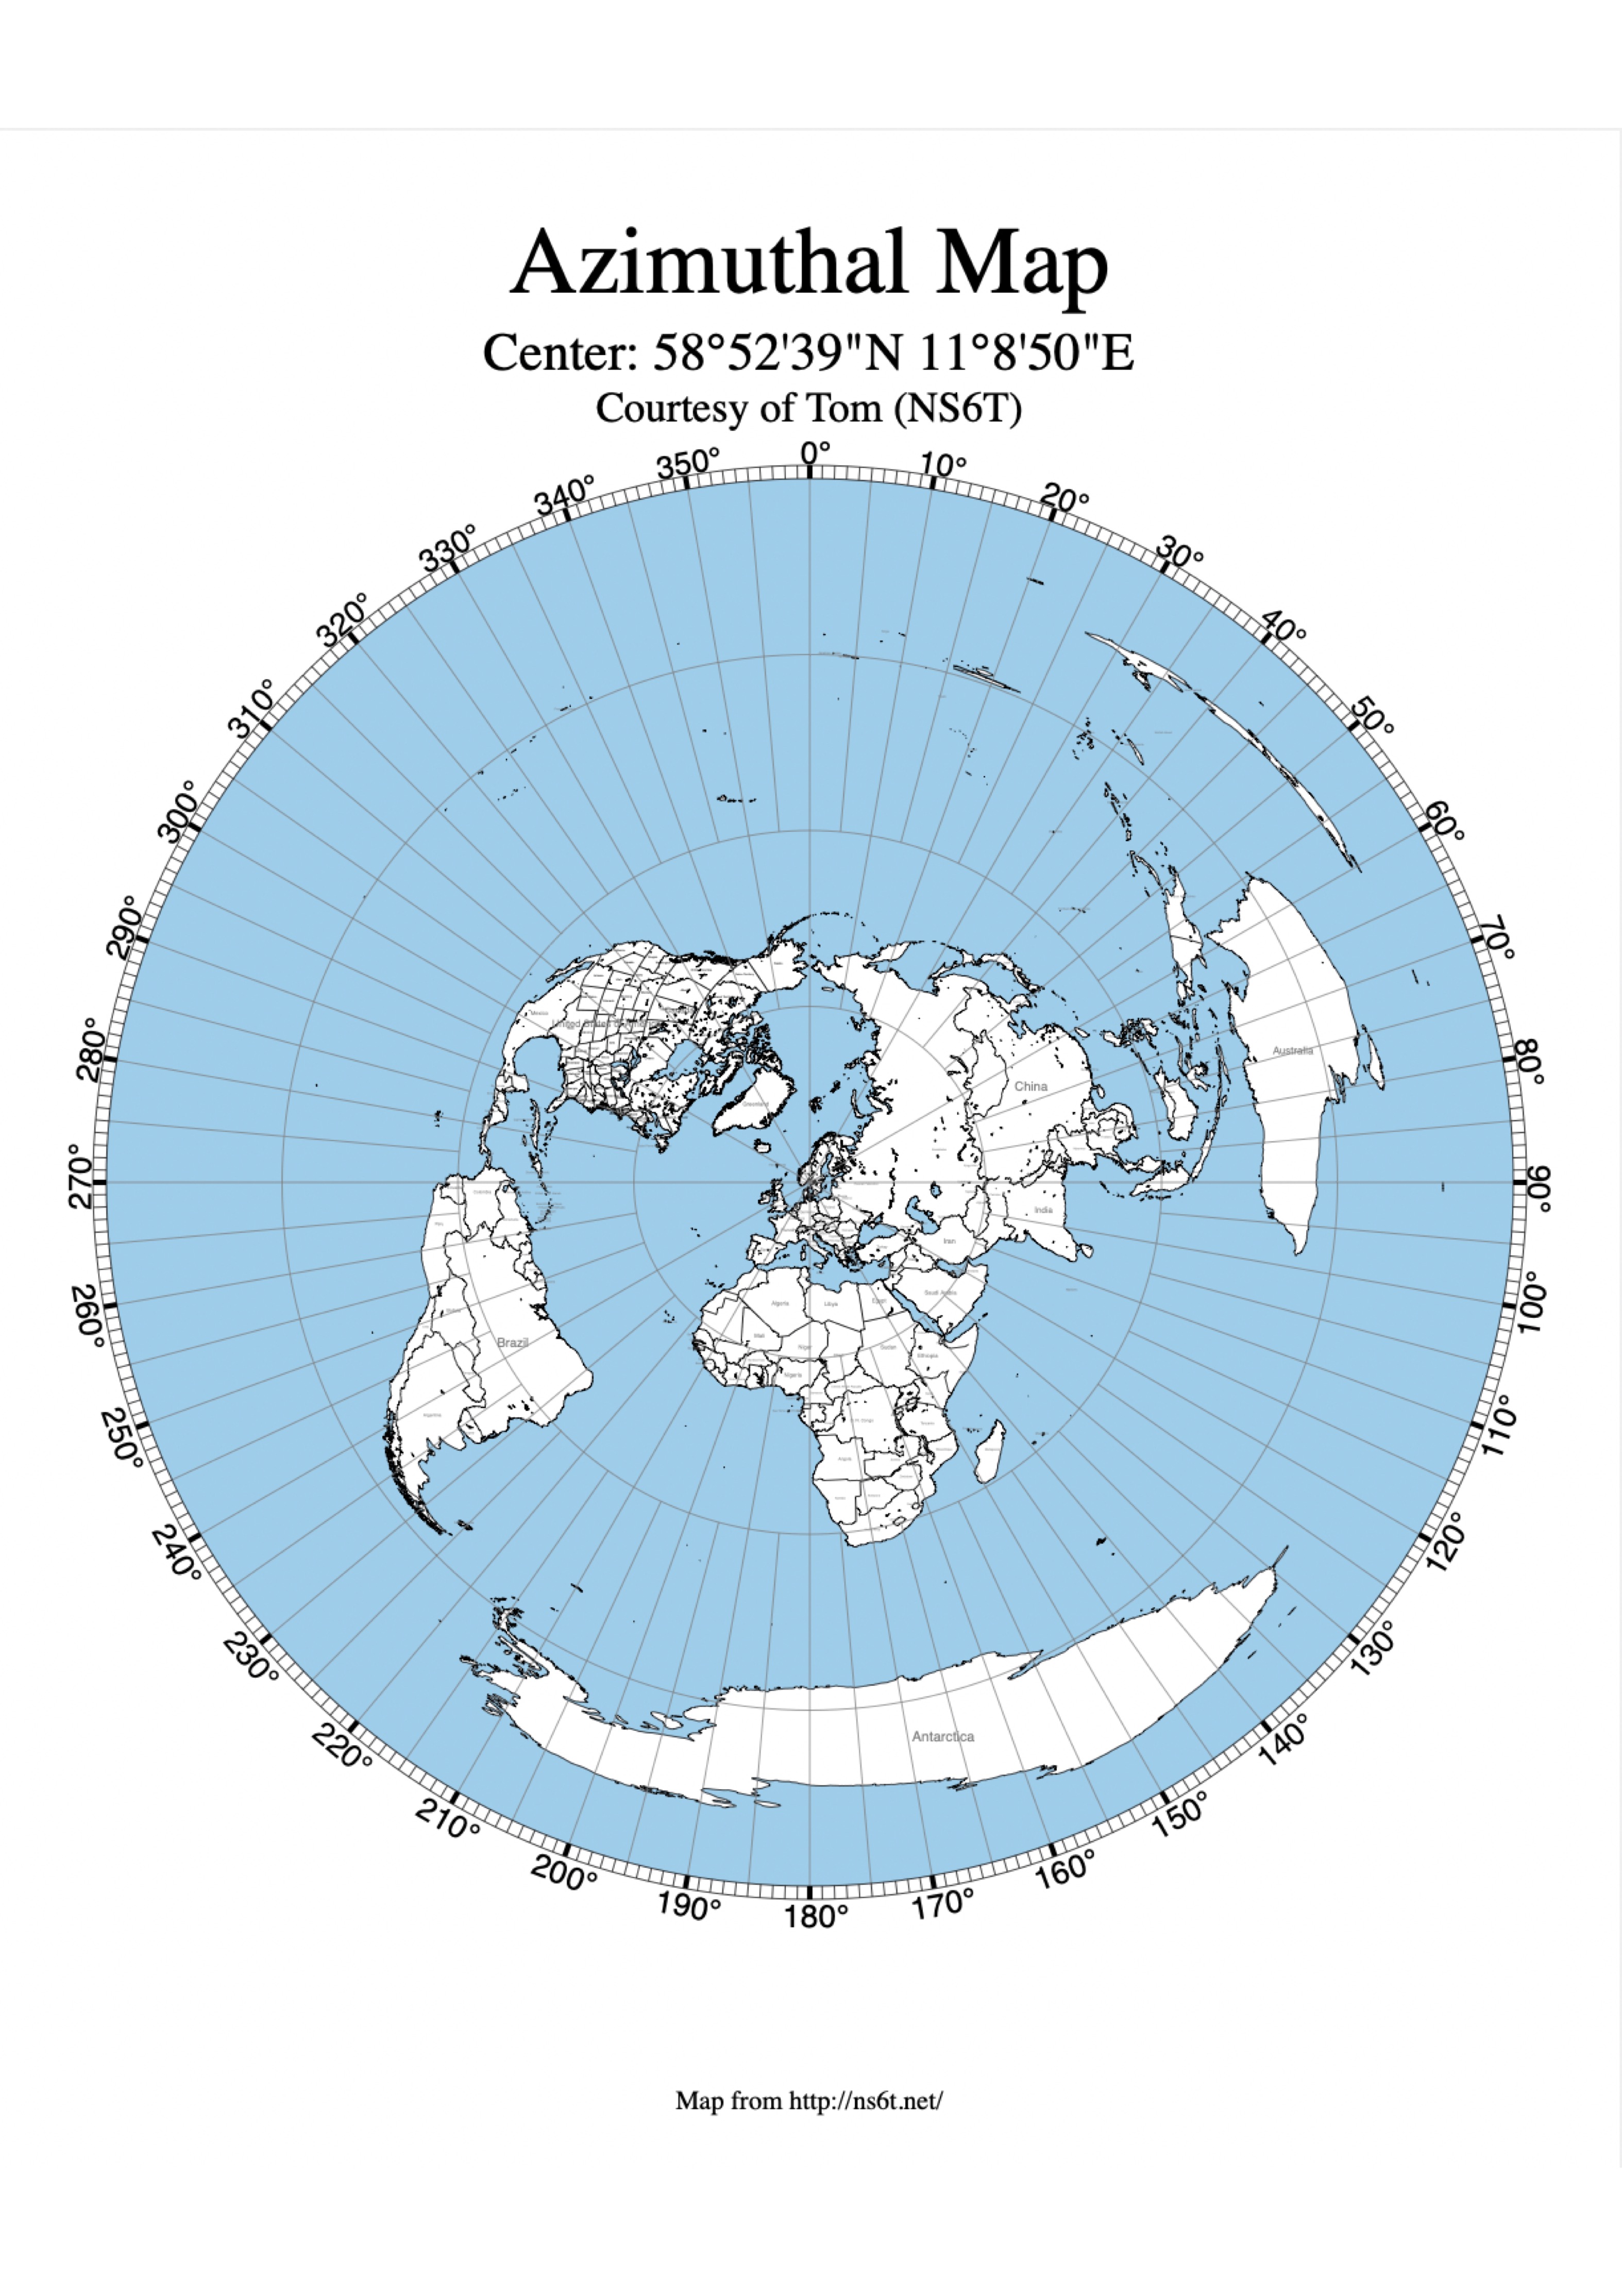 Azimuthal Map
Center: 58°52'39"N 11°8'50"E
Courtesy of Tom (NS6T)
0°
10°
20°
30°
40°
50°
60°
70°
80°
90°
100°
110°
120°
130°
140°
150°
160°
170°
180°
190°
200°
210°
220°
230°
240°
250°
260°
270°
280°
290°
300°
310°
320°
330°
340°
350°
Greenland
Mexico
United States
China
Australia
India
Iran
Saudi Arabia
Algeria
Libya
Egypt
Mali
Niger
Sudan
Ethiopia
Nigeria
Angola
Brazil
Argentina
Antarctica
Map from http://ns6t.net/